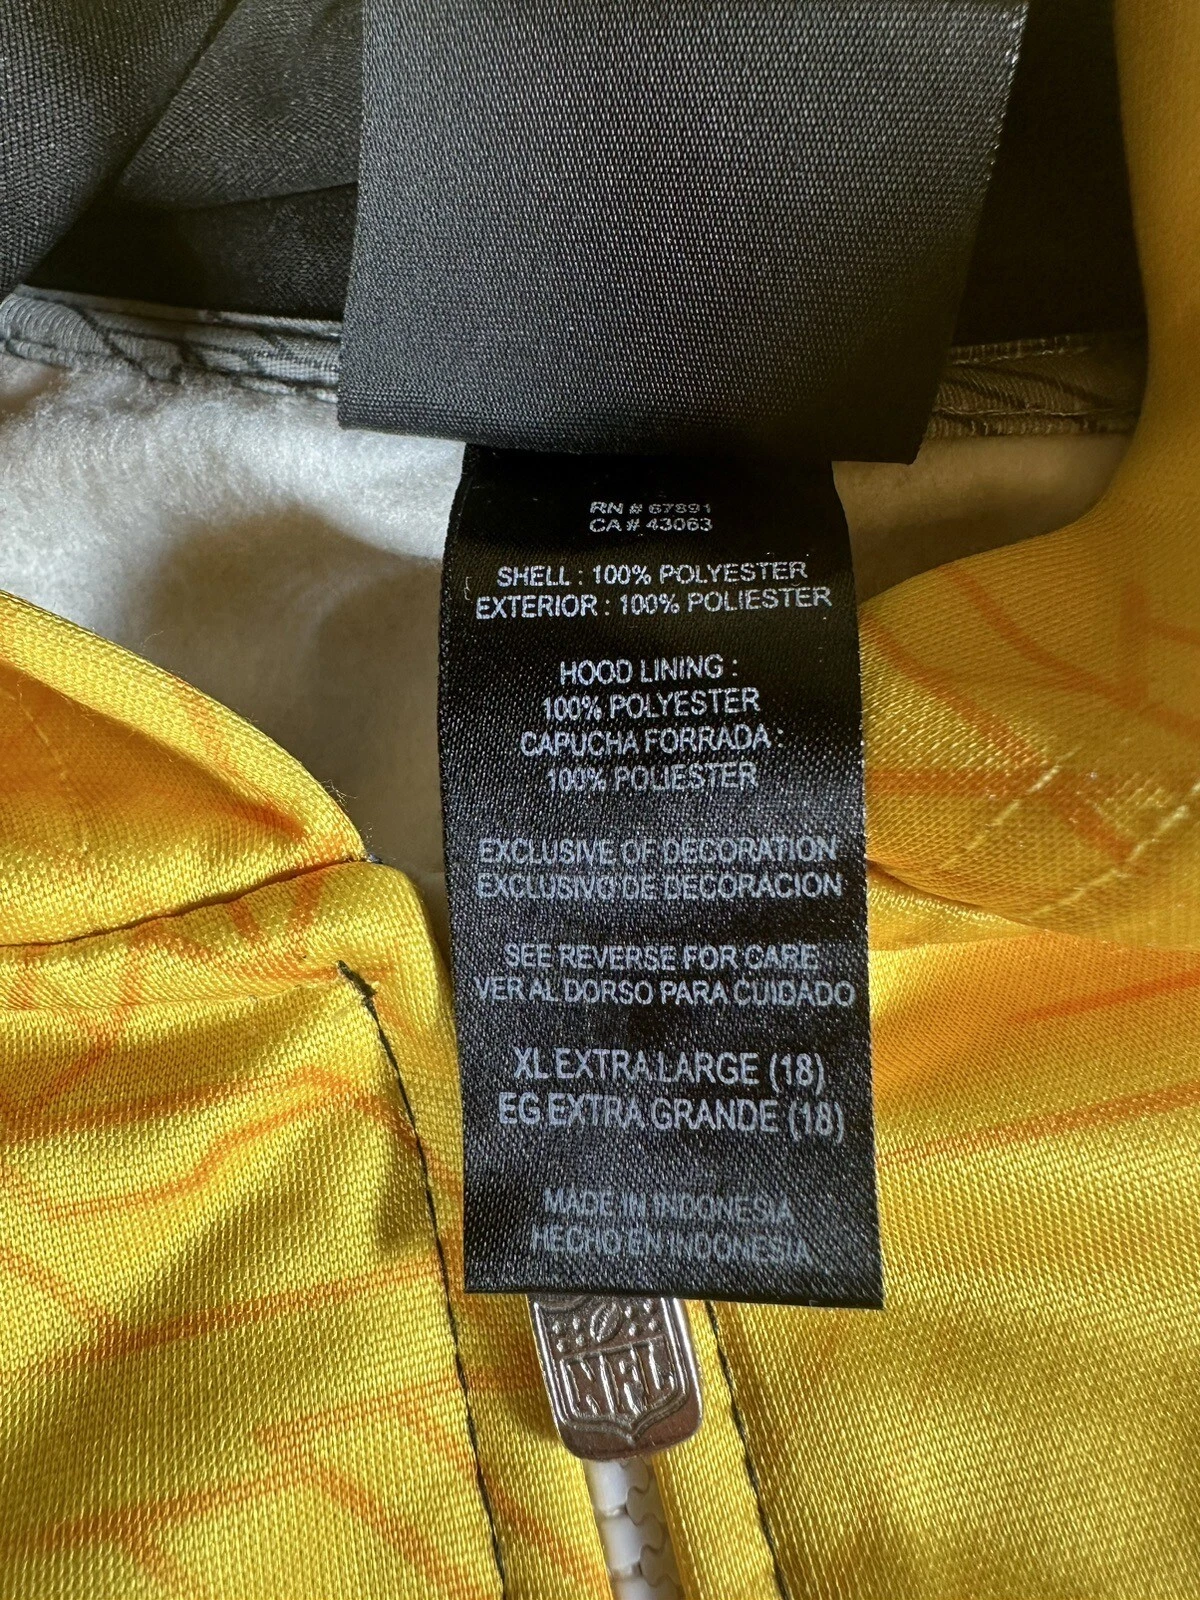 RN # 67891
CA # 43063
SHELL : 100% POLYESTER
EXTERIOR : 100% POLIESTER
HOOD LINING :
100% POLYESTER
CAPUCHA FORRADA :
100% POLIESTER
EXCLUSIVE OF DECORATION
EXCLUSIVO DE DECORACION
SEE REVERSE FOR CARE
VER AL DORSO PARA CUIDADO
XL EXTRA LARGE (18)
EG EXTRA GRANDE (18)
MADE IN INDONESIA
HECHO EN INDONESIA
NFL